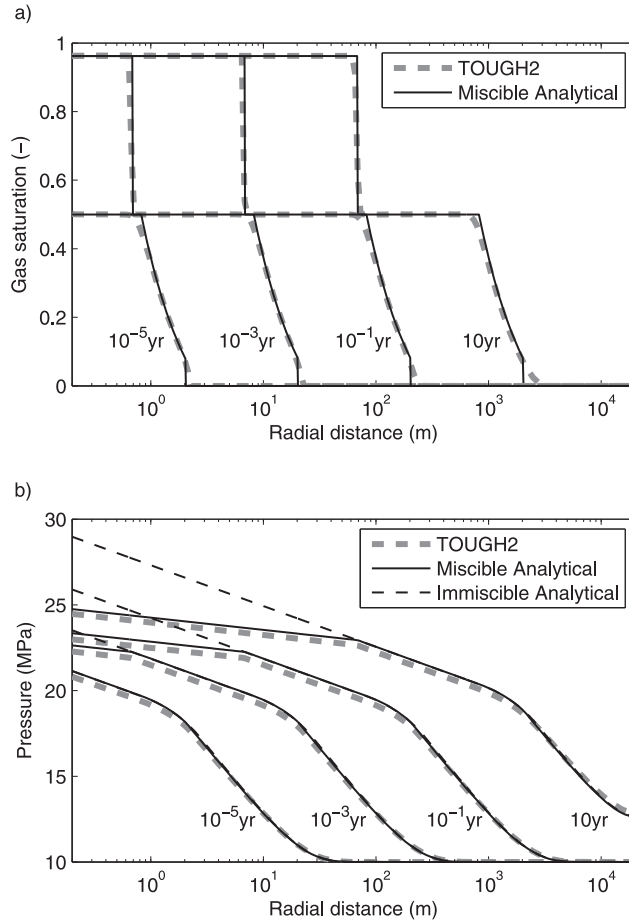 a)
1
0.8
0.6
0.4
0.2
0
Gas saturation (−)
TOUGH2
Miscible Analytical
10⁻⁵yr
10⁻³yr
10⁻¹yr
10yr
10⁰ 10¹ 10² 10³ 10⁴
Radial distance (m)
b)
30
25
20
15
10
Pressure (MPa)
TOUGH2
Miscible Analytical
Immiscible Analytical
10⁻⁵yr
10⁻³yr
10⁻¹yr
10yr
10⁰ 10¹ 10² 10³ 10⁴
Radial distance (m)